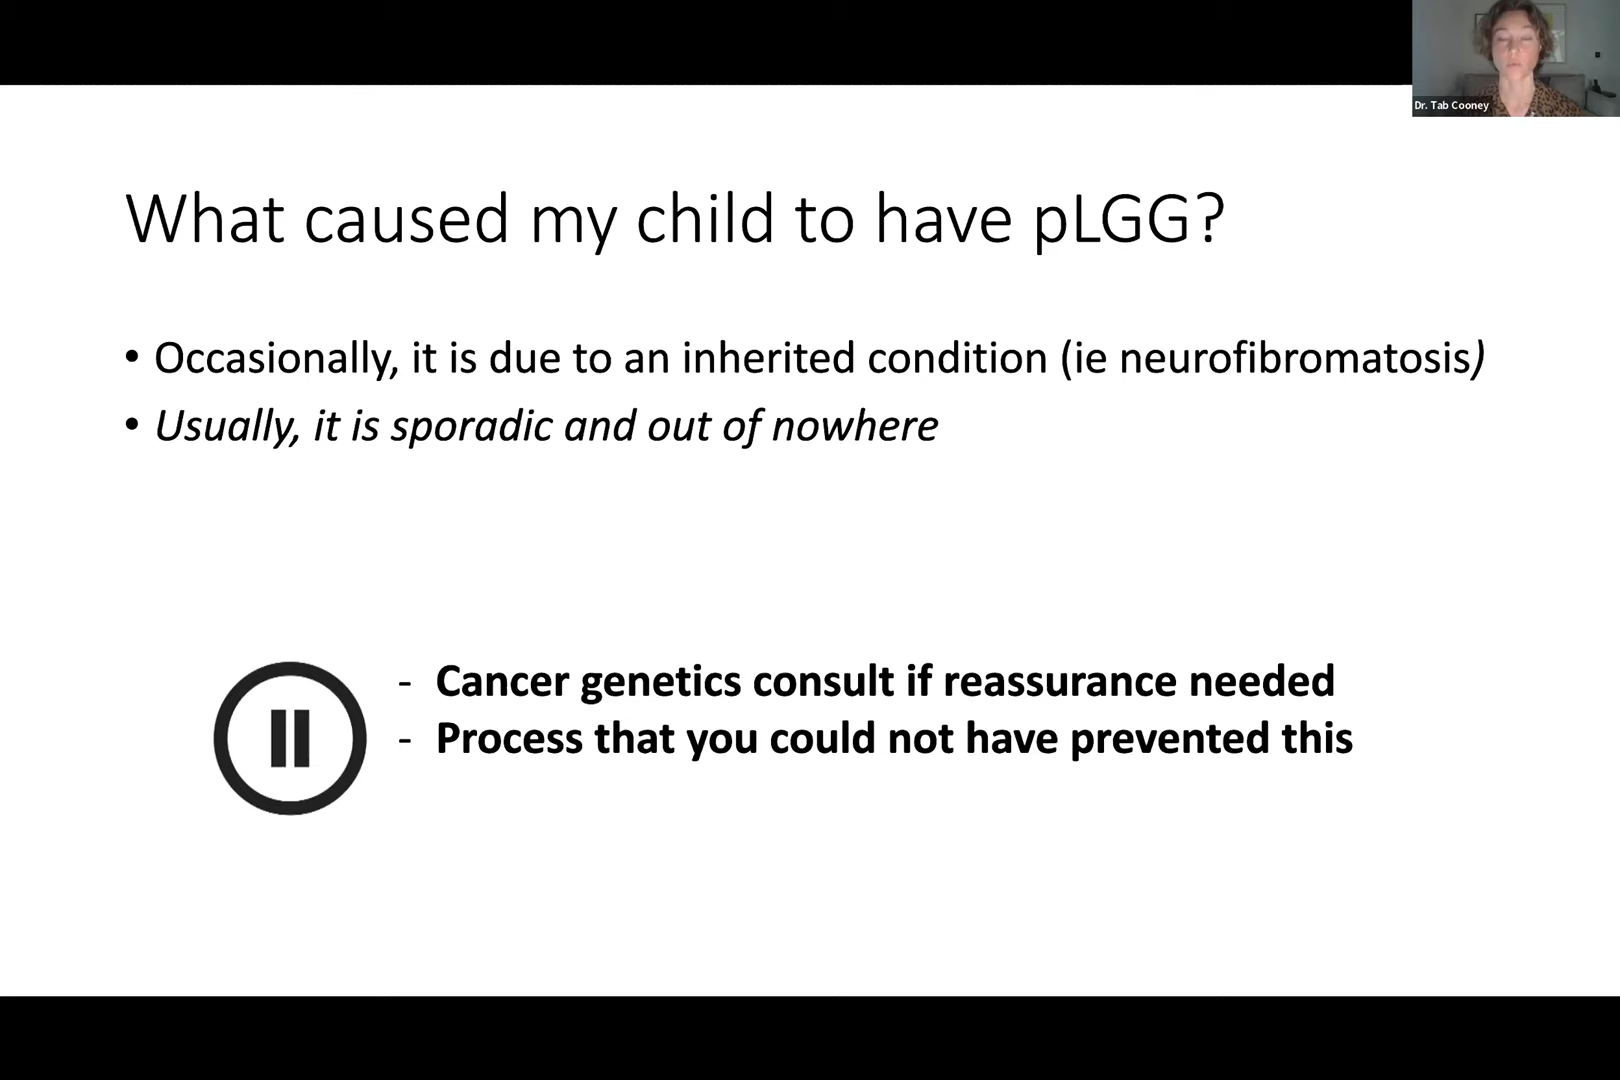 Dr. Tab Cooney
What caused my child to have pLGG?
• Occasionally, it is due to an inherited condition (ie neurofibromatosis)
• Usually, it is sporadic and out of nowhere
- Cancer genetics consult if reassurance needed
- Process that you could not have prevented this